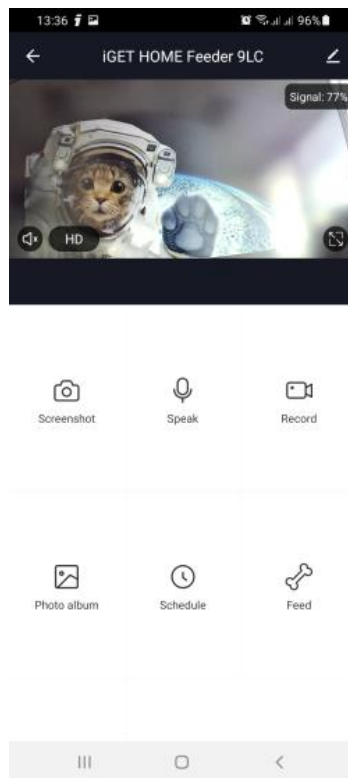 13:36 96%
iGET HOME Feeder 9LC
Signal: 77%
HD
Screenshot Speak Record
Photo album Schedule Feed